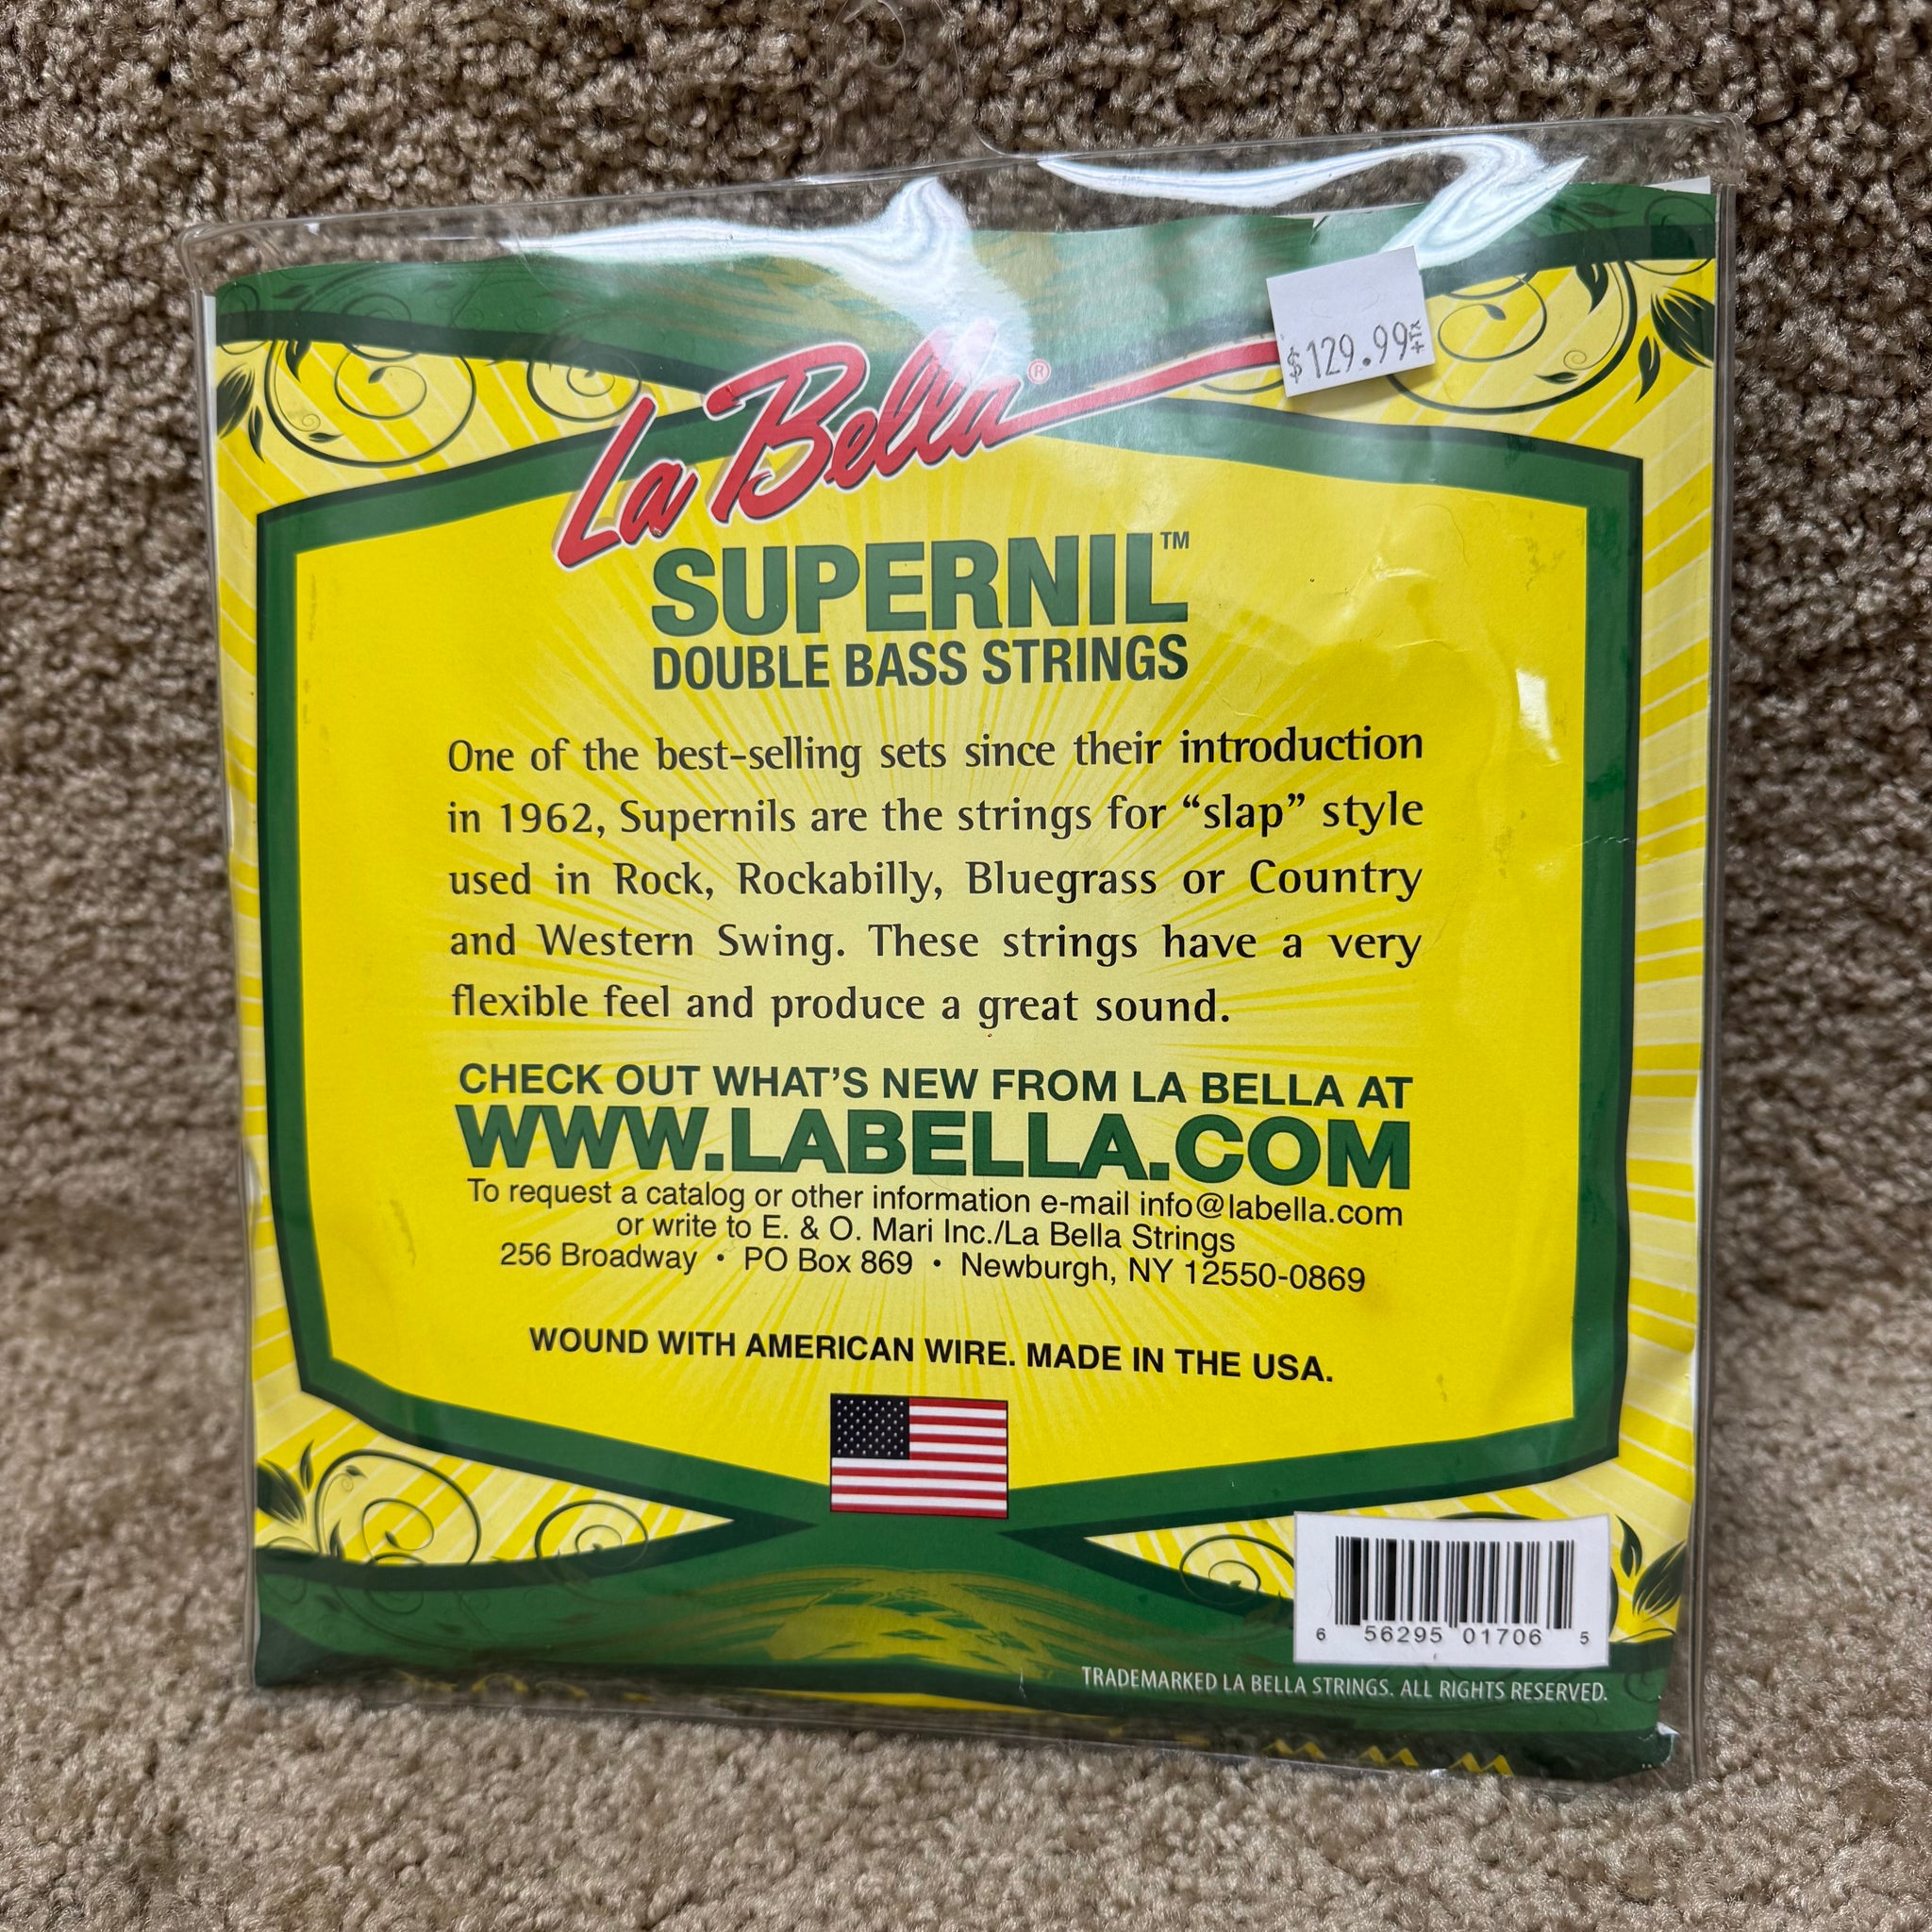 $129.99+TX
La Bella®
SUPERNIL™
DOUBLE BASS STRINGS
One of the best-selling sets since their introduction
in 1962, Supernils are the strings for “slap” style
used in Rock, Rockabilly, Bluegrass or Country
and Western Swing. These strings have a very
flexible feel and produce a great sound.
CHECK OUT WHAT’S NEW FROM LA BELLA AT
WWW.LABELLA.COM
To request a catalog or other information e-mail info@labella.com
or write to E. & O. Mari Inc./La Bella Strings
256 Broadway • PO Box 869 • Newburgh, NY 12550-0869
WOUND WITH AMERICAN WIRE. MADE IN THE USA.
6 56295 01706 5
TRADEMARKED LA BELLA STRINGS. ALL RIGHTS RESERVED.